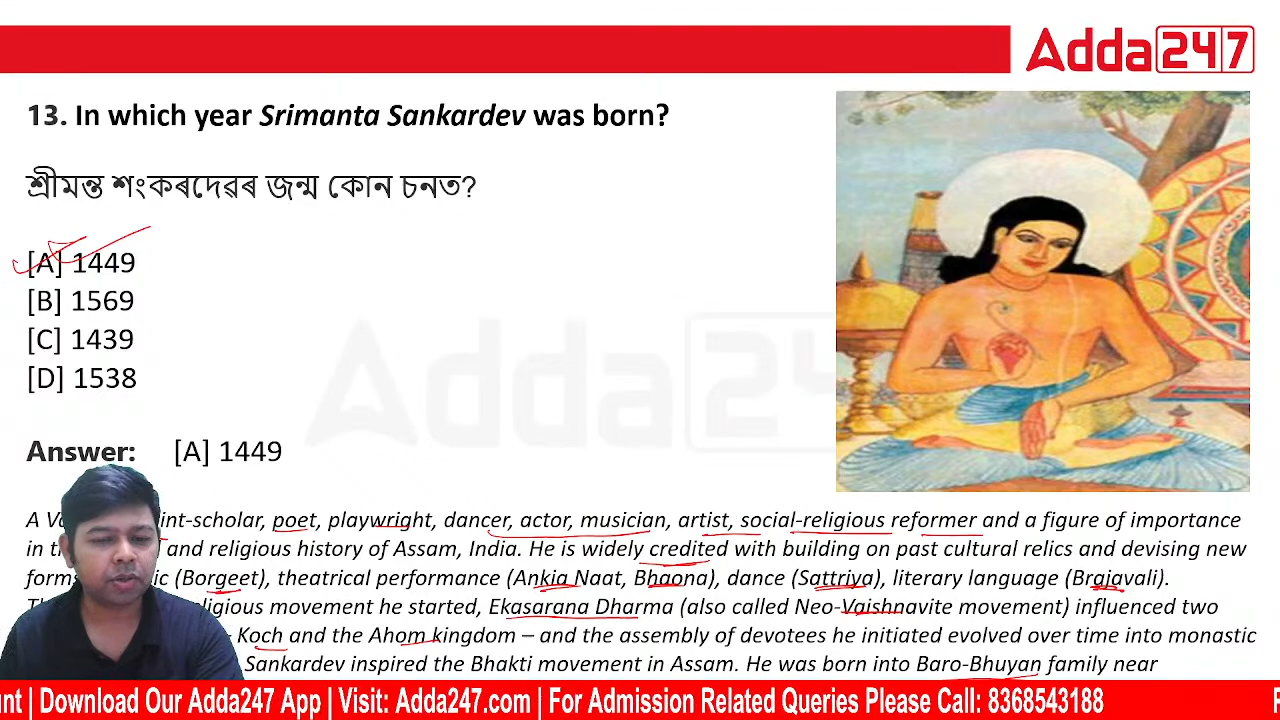 Adda247
13. In which year Srimanta Sankardev was born?
শ্ৰীমন্ত শংকৰদেৱৰ জন্ম কোন চনত?
[A] 1449
[B] 1569
[C] 1439
[D] 1538
Adda247
Answer: [A] 1449
A int-scholar, poet, playwright, dancer, actor, musician, artist, social-religious reformer and a figure of importance
in and religious history of Assam, India. He is widely credited with building on past cultural relics and devising new
(Borgeet), theatrical performance (Ankia Naat, Bhaona), dance (Sattriya), literary language (Brajavali).
religious movement he started, Ekasarana Dharma (also called Neo-Vaishnavite movement) influenced two
Koch and the Ahom kingdom – and the assembly of devotees he initiated evolved over time into monastic
Sankardev inspired the Bhakti movement in Assam. He was born into Baro-Bhuyan family near
unt | Download Our Adda247 App | Visit: Adda247.com | For Admission Related Queries Please Call: 8368543188